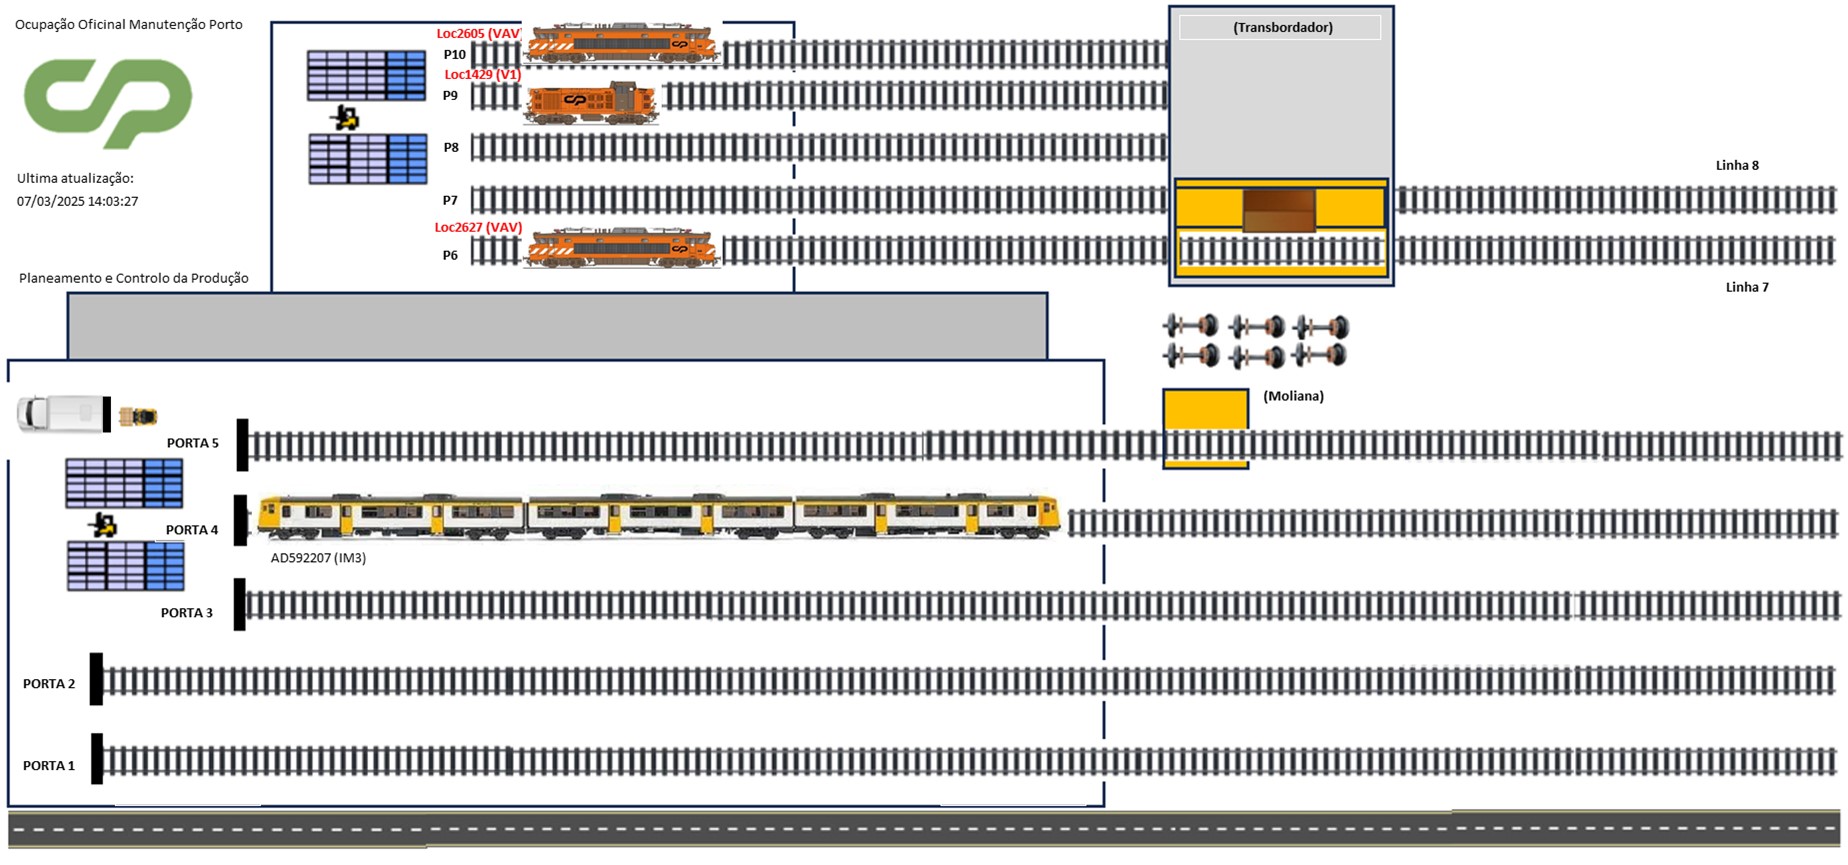 Ocupação Oficinal Manutenção Porto
CP
Ultima atualização:
07/03/2025 14:03:27
Planeamento e Controlo da Produção
Loc2605 (VAV)
P10
Loc1429 (V1)
P9
P8
P7
Loc2627 (VAV)
P6
(Transbordador)
Linha 8
Linha 7
(Moliana)
PORTA 5
PORTA 4
AD592207 (IM3)
PORTA 3
PORTA 2
PORTA 1